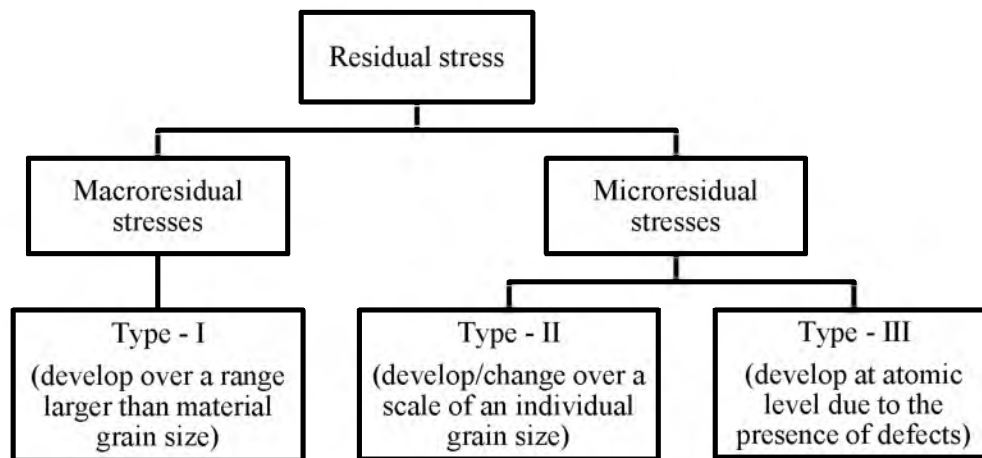 Residual stress
Macroresidual
stresses
Microresidual
stresses
Type - I
(develop over a range
larger than material
grain size)
Type - II
(develop/change over a
scale of an individual
grain size)
Type - III
(develop at atomic
level due to the
presence of defects)